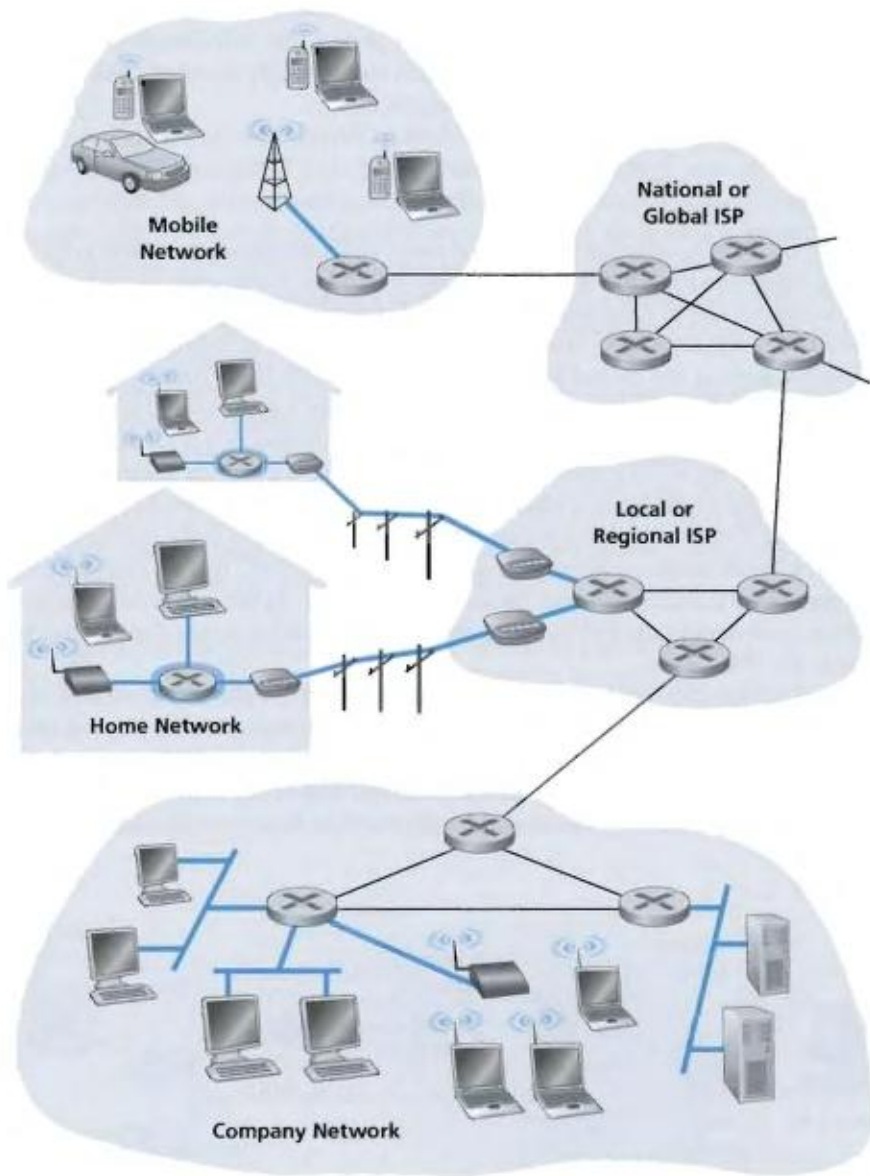 Mobile
Network
National or
Global ISP
Local or
Regional ISP
Home Network
Company Network